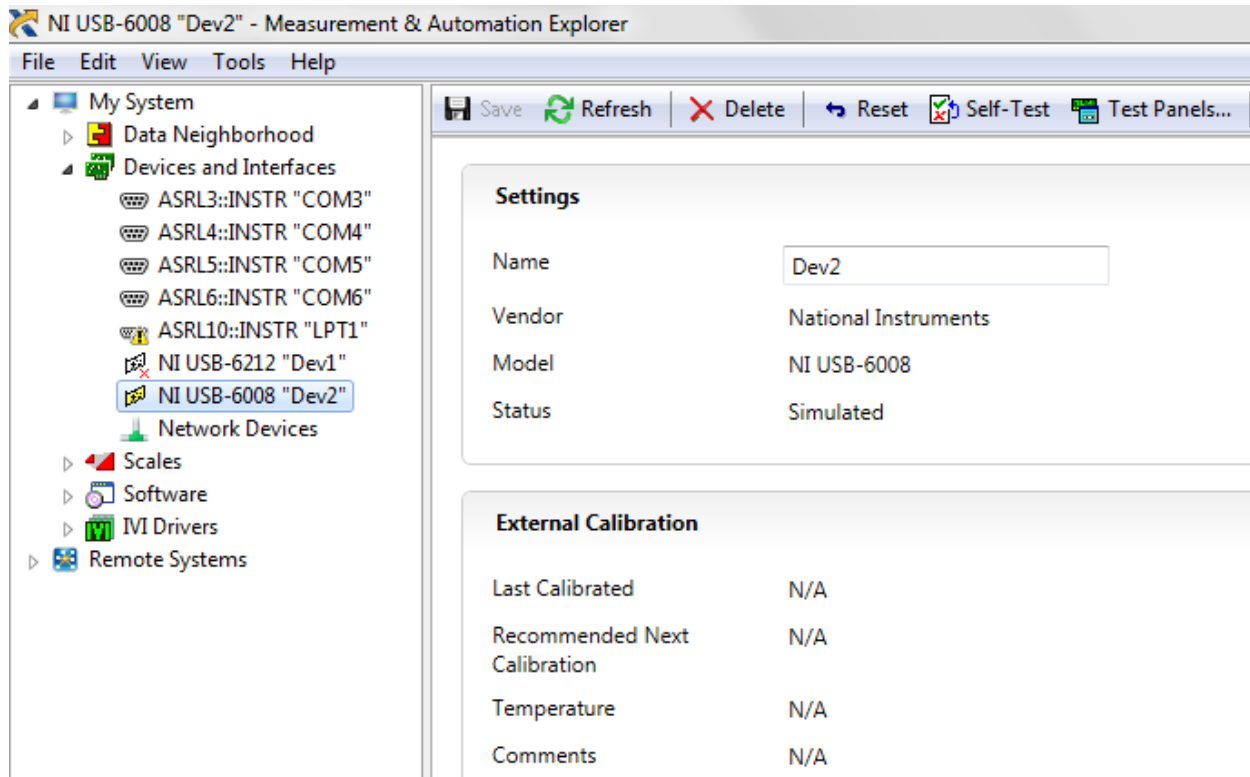 NI USB-6008 "Dev2" - Measurement & Automation Explorer
File Edit View Tools Help
My System
Data Neighborhood
Devices and Interfaces
ASRL3::INSTR "COM3"
ASRL4::INSTR "COM4"
ASRL5::INSTR "COM5"
ASRL6::INSTR "COM6"
ASRL10::INSTR "LPT1"
NI USB-6212 "Dev1"
NI USB-6008 "Dev2"
Network Devices
Scales
Software
IVI Drivers
Remote Systems
Save Refresh Delete Reset Self-Test Test Panels...
Settings
Name Dev2
Vendor National Instruments
Model NI USB-6008
Status Simulated
External Calibration
Last Calibrated N/A
Recommended Next N/A
Calibration
Temperature N/A
Comments N/A